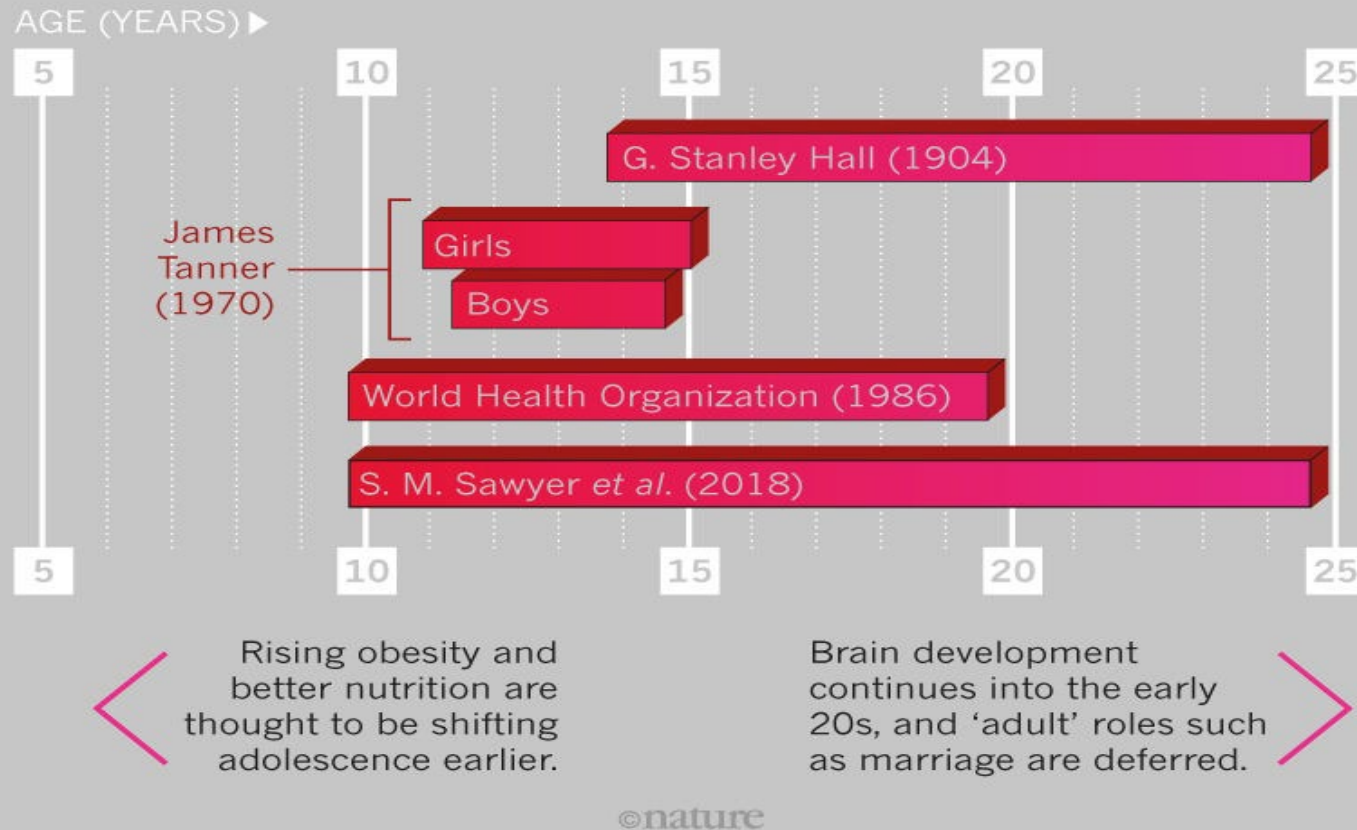 AGE (YEARS) ▶
5 10 15 20 25
G. Stanley Hall (1904)
James
Tanner
(1970)
Girls
Boys
World Health Organization (1986)
S. M. Sawyer et al. (2018)
5 10 15 20 25
Rising obesity and
better nutrition are
thought to be shifting
adolescence earlier.
Brain development
continues into the early
20s, and ‘adult’ roles such
as marriage are deferred.
©nature